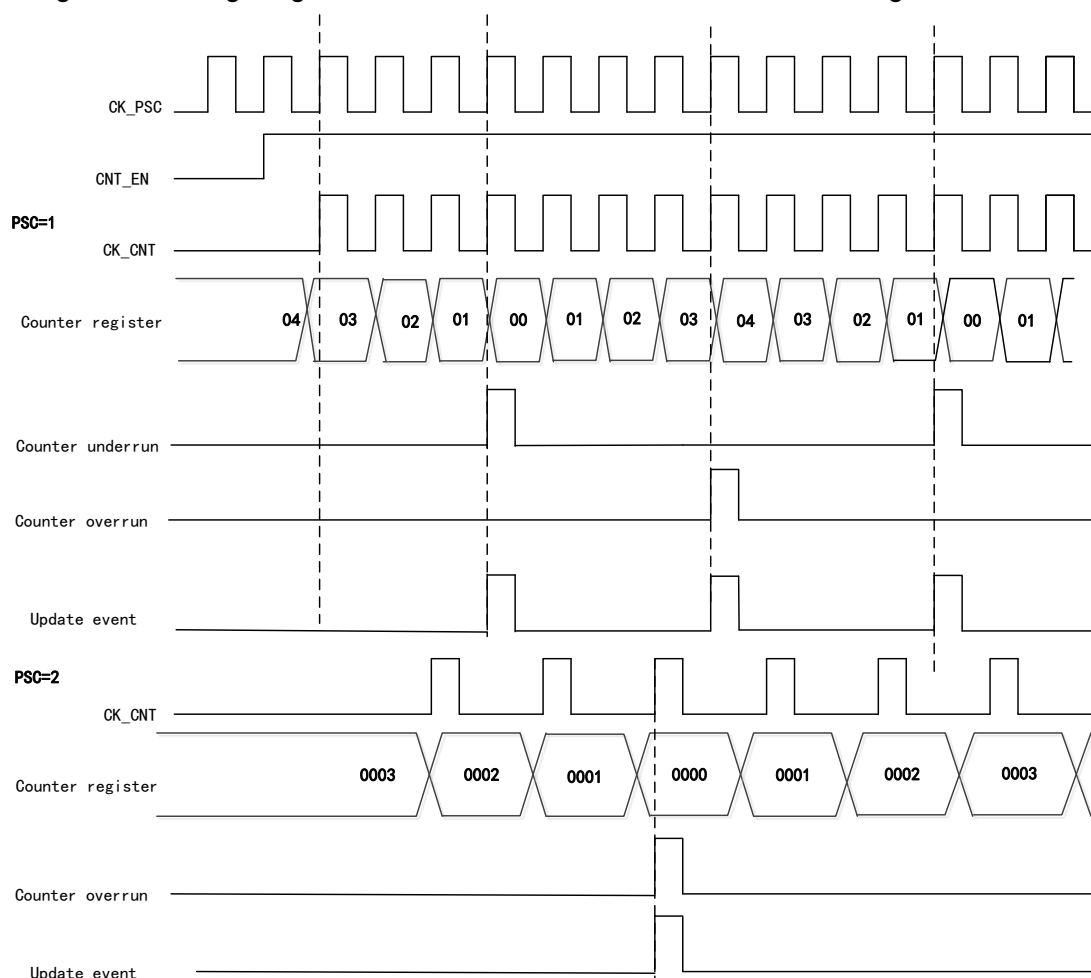 CK_PSC
CNT_EN
PSC=1
CK_CNT
Counter register 04 03 02 01 00 01 02 03 04 03 02 01 00 01
Counter underrun
Counter overrun
Update event
PSC=2
CK_CNT
Counter register 0003 0002 0001 0000 0001 0002 0003
Counter overrun
Update event